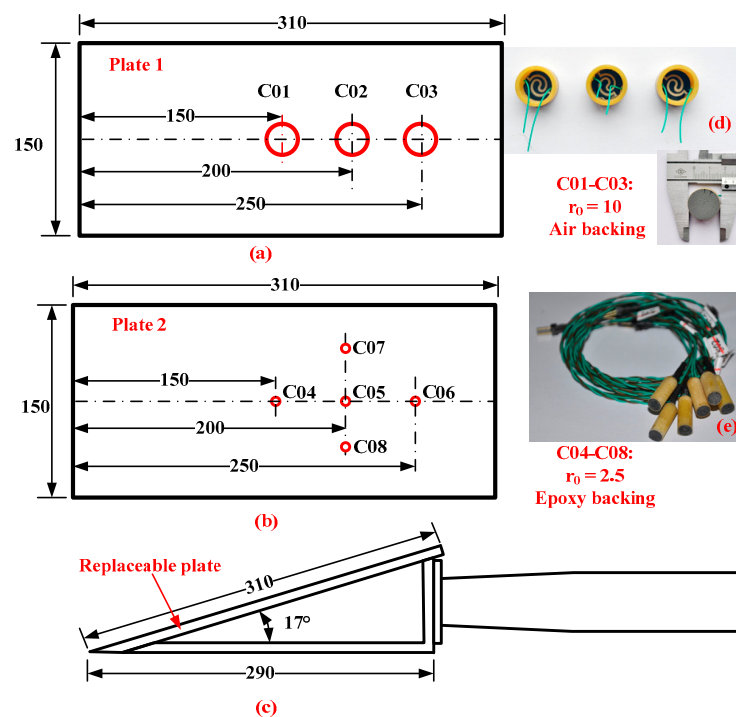 310
Plate 1
C01 C02 C03
150
150
200
250
(a)
(d)
C01-C03:
r₀ = 10
Air backing
310
Plate 2
C07
150
C04 C05 C06
150
200
C08
250
(b)
(e)
C04-C08:
r₀ = 2.5
Epoxy backing
Replaceable plate
310
17°
290
(c)